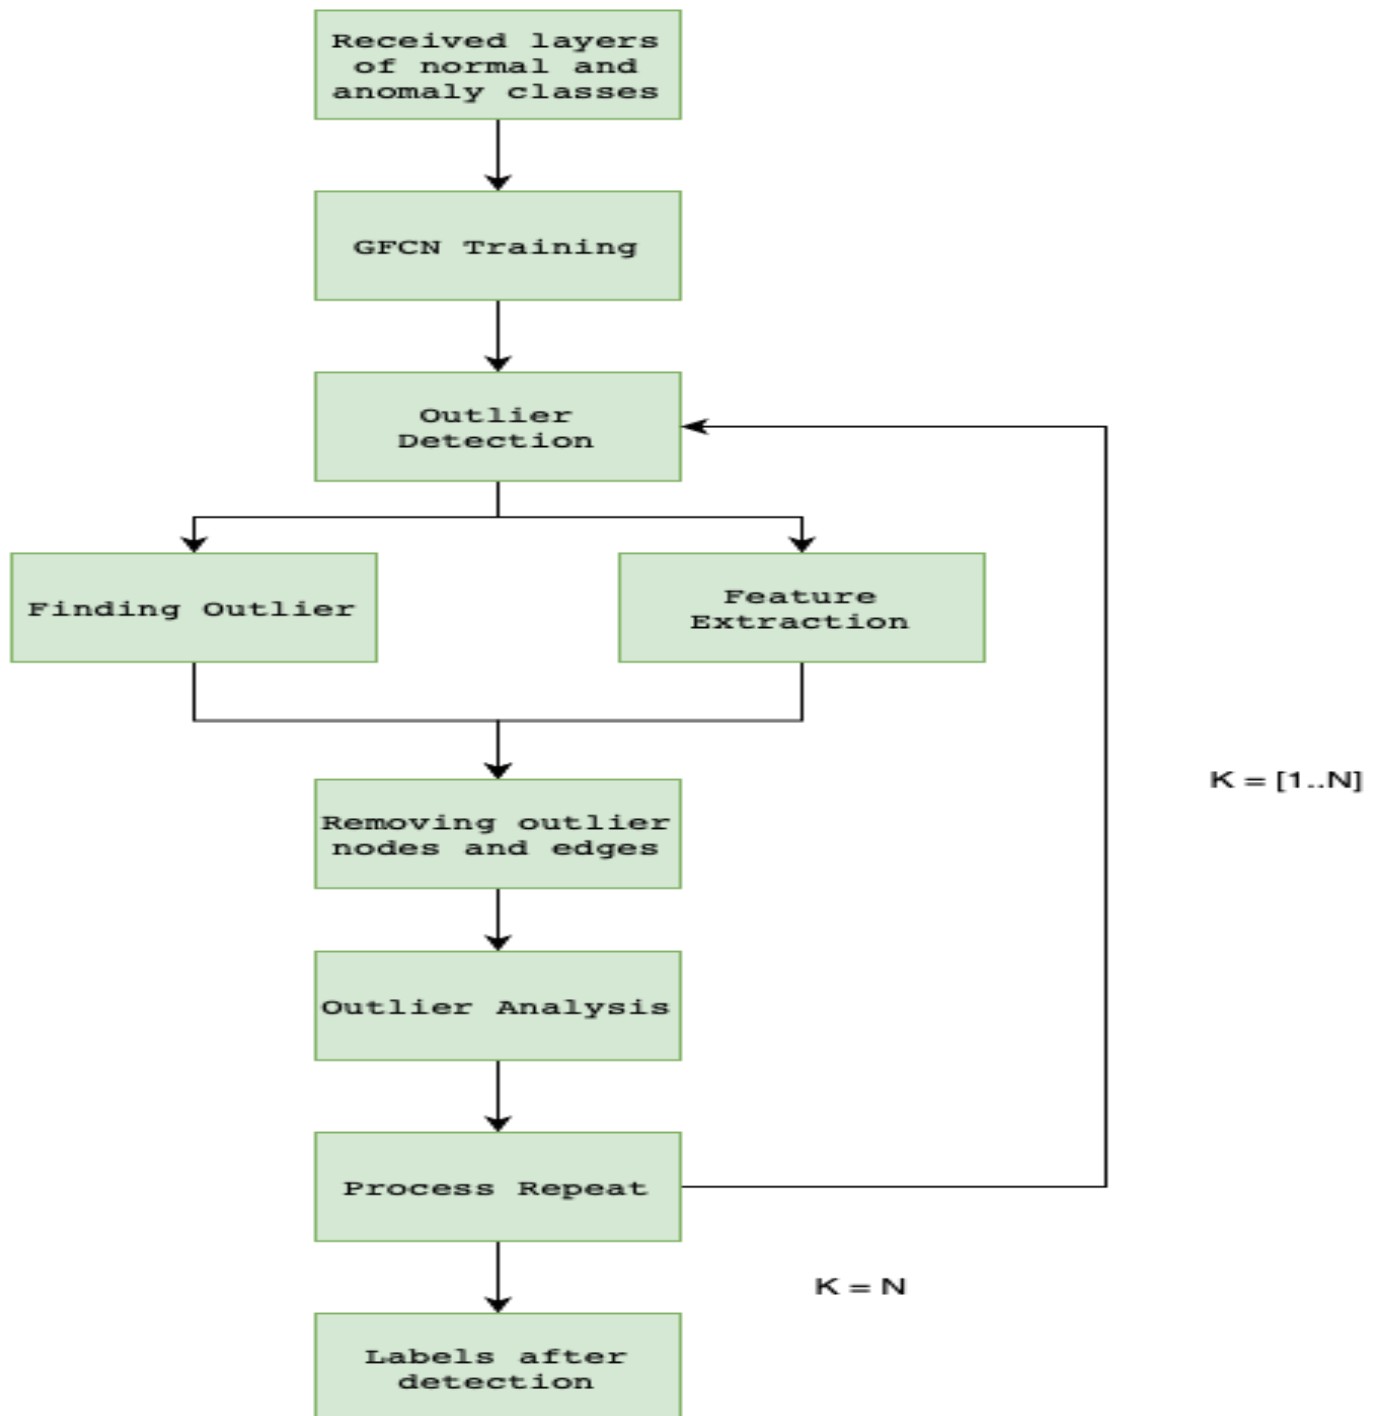 Received layers
of normal and
anomaly classes
GFCN Training
Outlier
Detection
Finding Outlier
Feature
Extraction
K = [1..N]
Removing outlier
nodes and edges
Outlier Analysis
Process Repeat
K = N
Labels after
detection